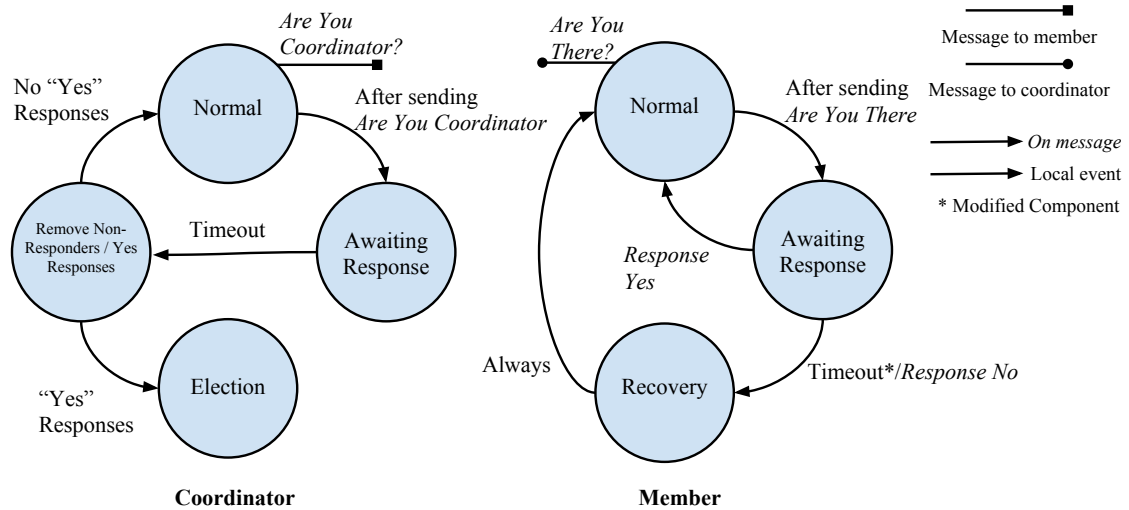 Are You
Coordinator?
No “Yes”
Responses
Normal
After sending
Are You Coordinator
Remove Non-
Responders / Yes
Responses
Timeout
Awaiting
Response
“Yes”
Responses
Election
Coordinator
Are You
There?
Normal
After sending
Are You There
Awaiting
Response
Response
Yes
Always
Recovery
Timeout*/Response No
Member
Message to member
Message to coordinator
On message
Local event
* Modified Component